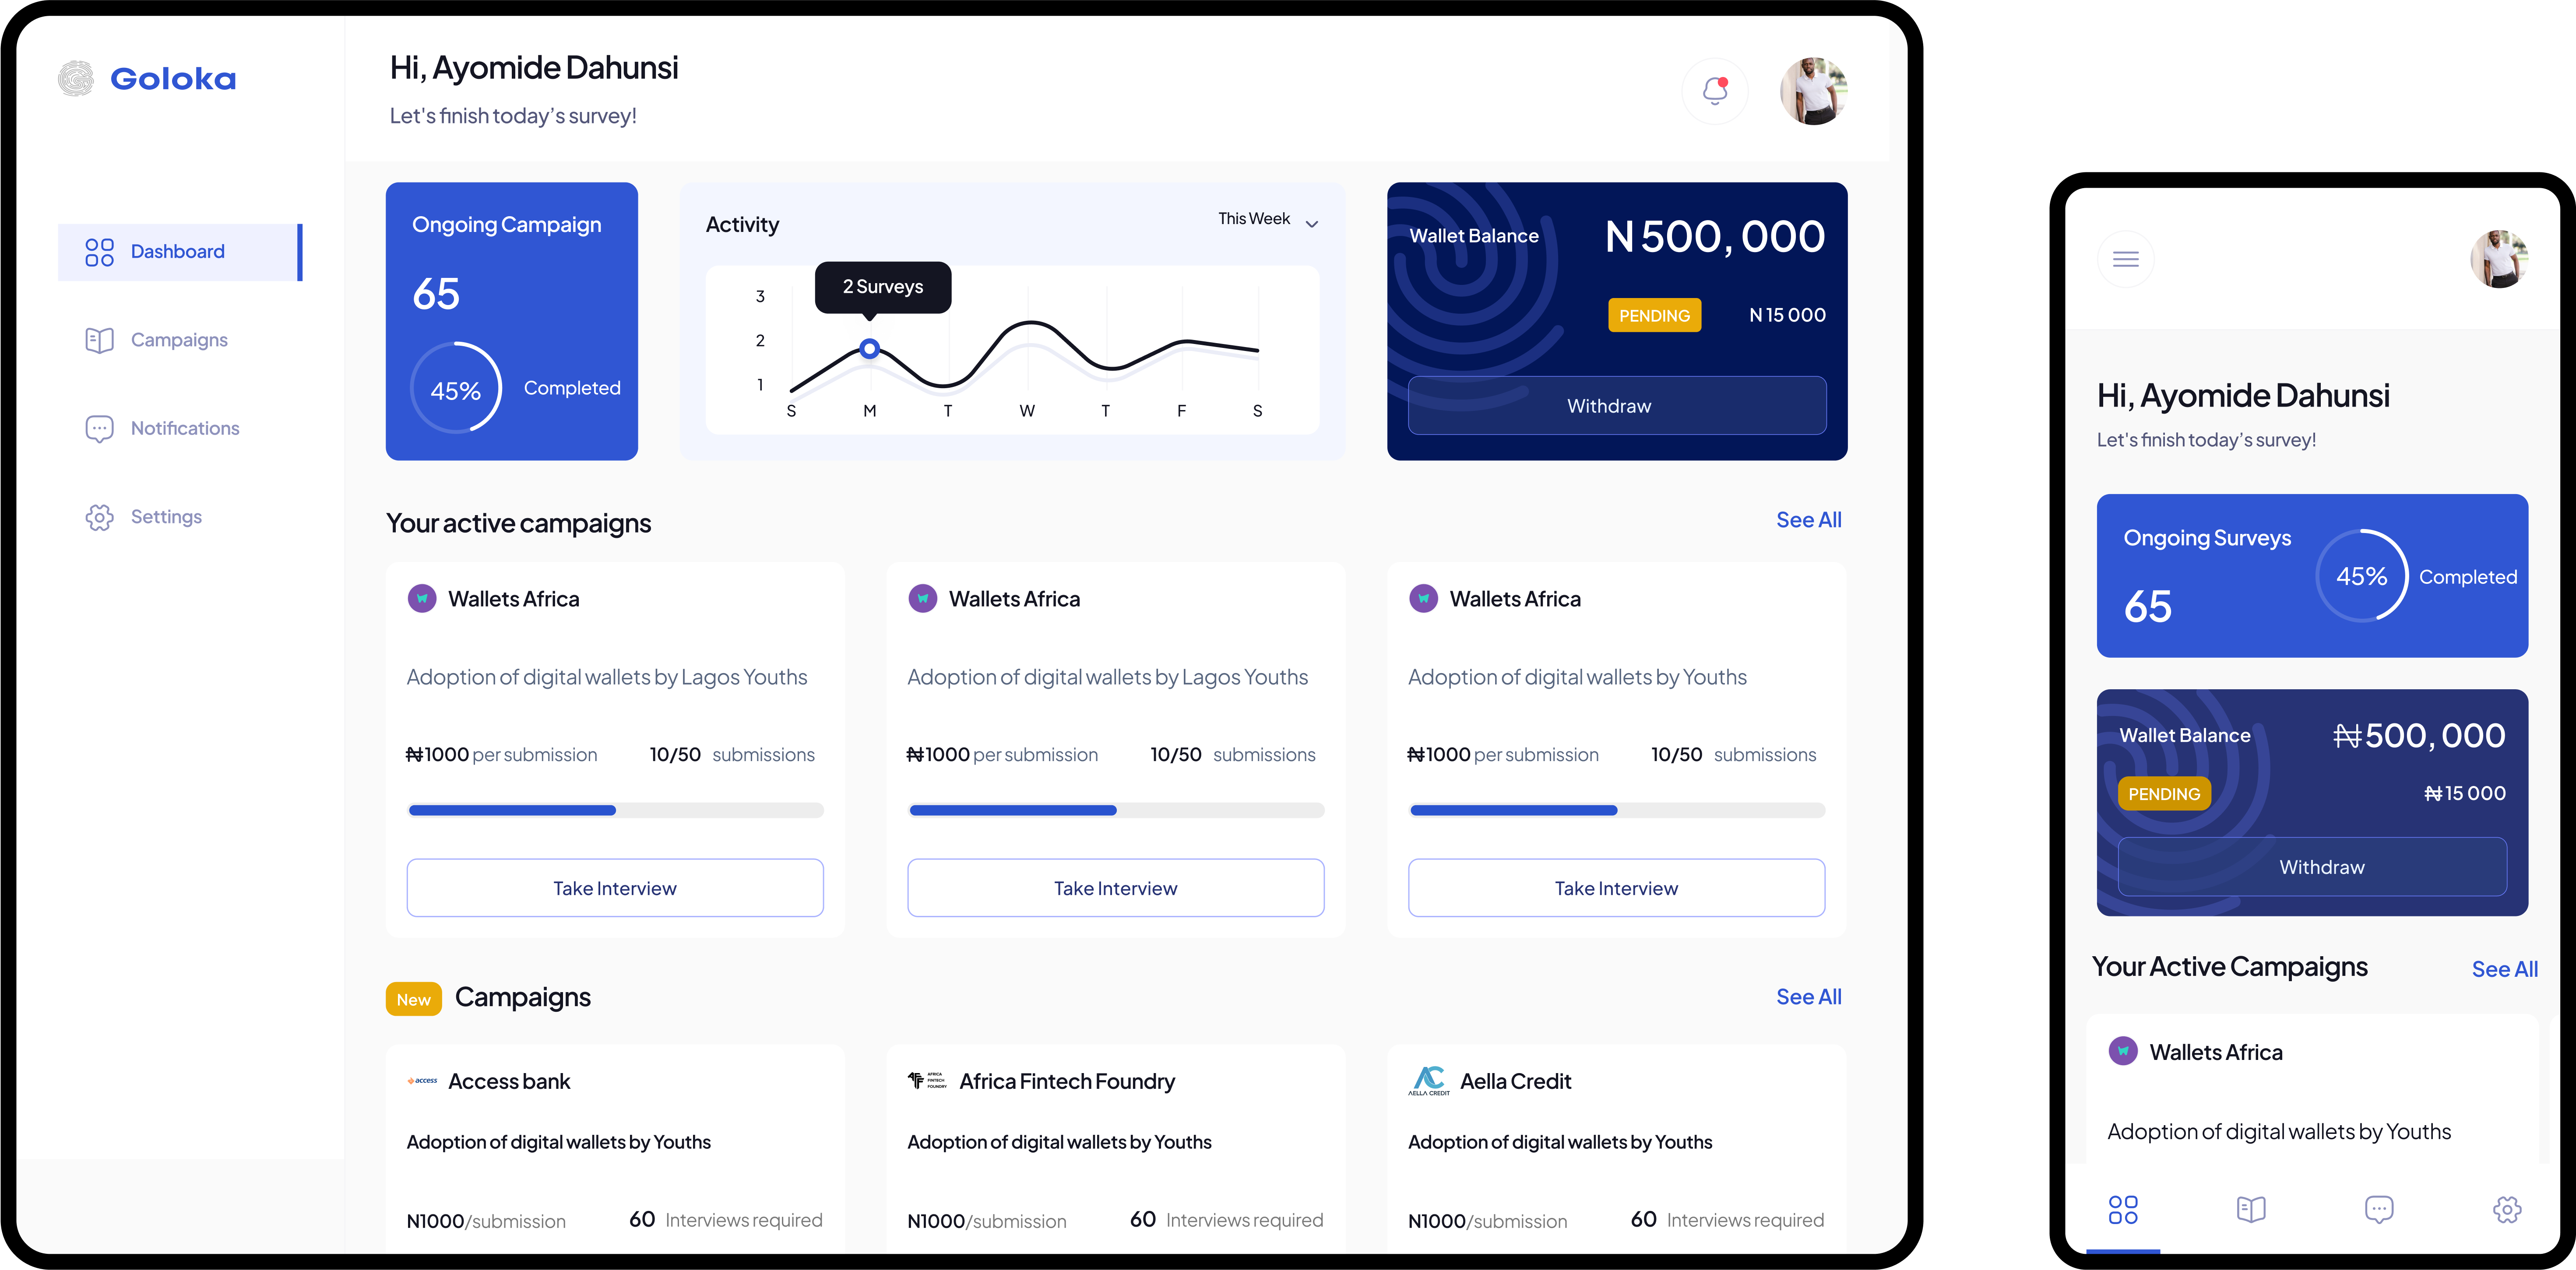 Goloka
Hi, Ayomide Dahunsi
Let's finish today’s survey!
Dashboard
Campaigns
Notifications
Settings
Ongoing Campaign
65
45%
Completed
Activity
This Week
2 Surveys
3
2
1
S M T W T F S
Wallet Balance
N 500, 000
PENDING
N 15 000
Withdraw
Your active campaigns
See All
Wallets Africa
Adoption of digital wallets by Lagos Youths
₦1000 per submission
10/50 submissions
Take Interview
Wallets Africa
Adoption of digital wallets by Lagos Youths
₦1000 per submission
10/50 submissions
Take Interview
Wallets Africa
Adoption of digital wallets by Youths
₦1000 per submission
10/50 submissions
Take Interview
New
Campaigns
See All
access
Access bank
Adoption of digital wallets by Youths
N1000/submission
60 Interviews required
AFRICA
FINTECH
FOUNDRY
Africa Fintech Foundry
Adoption of digital wallets by Youths
N1000/submission
60 Interviews required
AELLA CREDIT
Aella Credit
Adoption of digital wallets by Youths
N1000/submission
60 Interviews required
Hi, Ayomide Dahunsi
Let's finish today’s survey!
Ongoing Surveys
65
45%
Completed
Wallet Balance
₦500, 000
PENDING
₦15 000
Withdraw
Your Active Campaigns
See All
Wallets Africa
Adoption of digital wallets by Youths